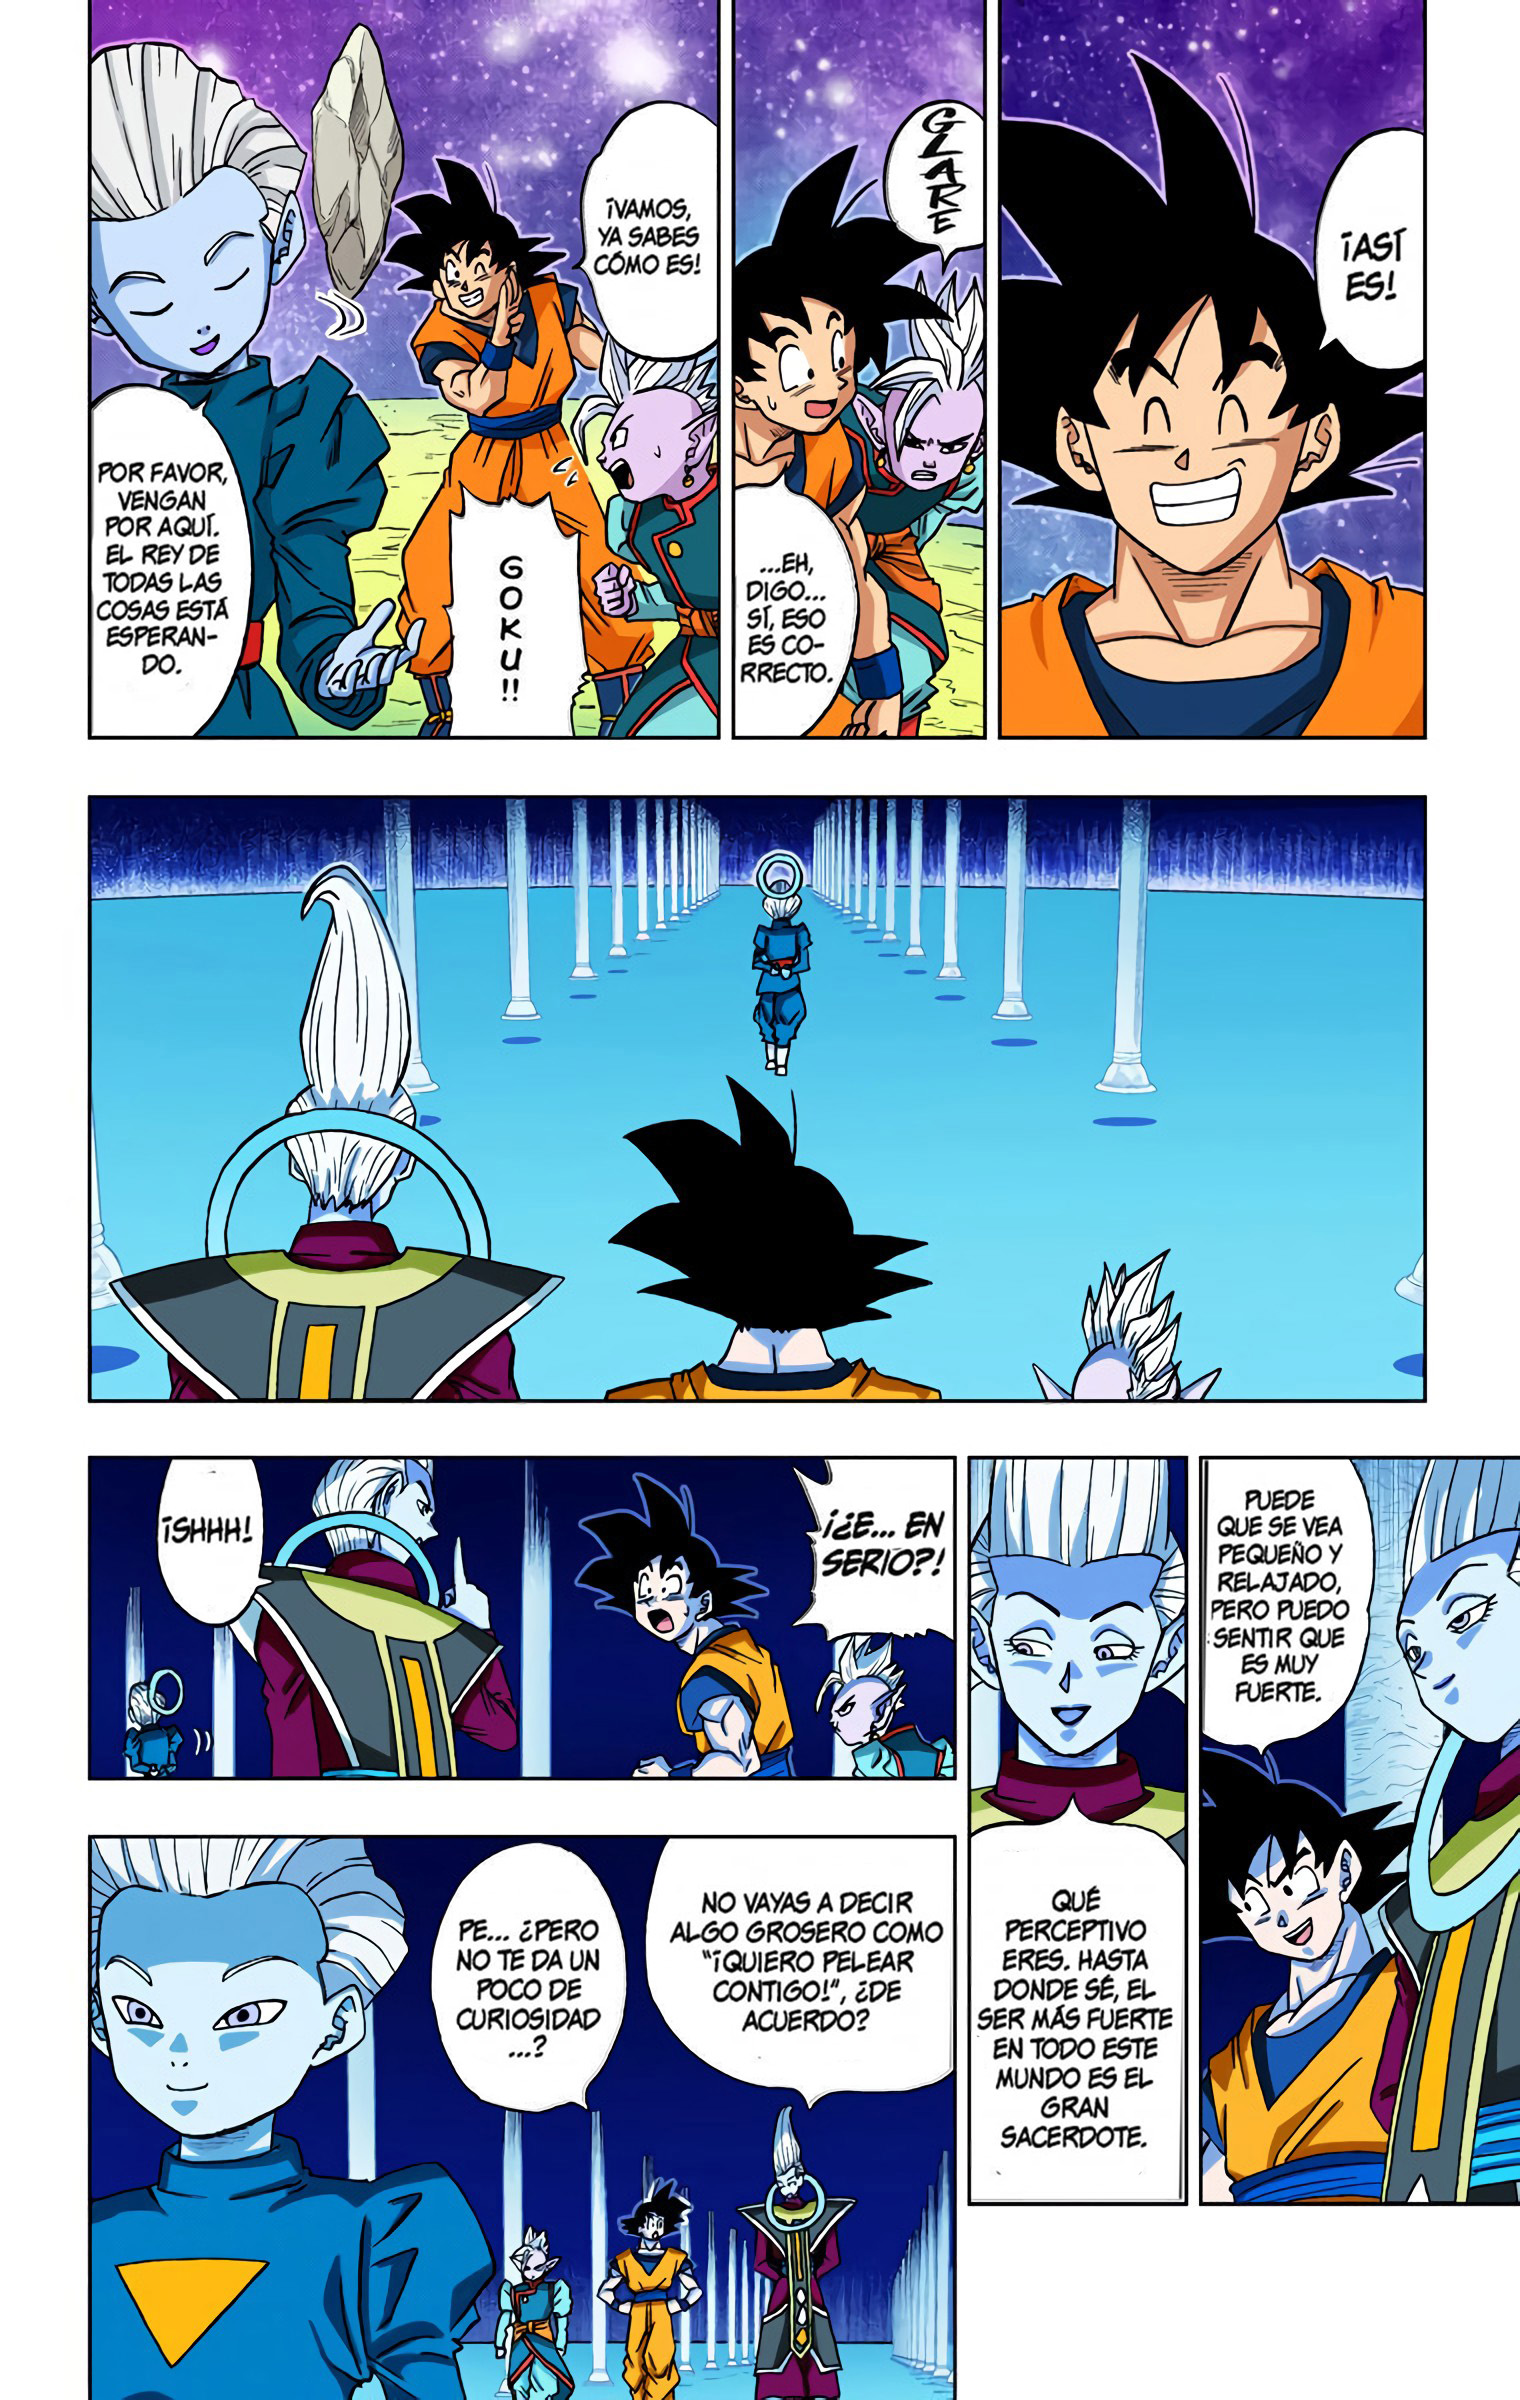 ¡ASÍ
ES!
GLARE
...EH,
DIGO...
SÍ, ESO
ES CO-
RRECTO.
¡VAMOS,
YA SABES
CÓMO ES!
GOKU!!
POR FAVOR,
VENGAN
POR AQUÍ.
EL REY DE
TODAS LAS
COSAS ESTÁ
ESPERAN-
DO.
PUEDE
QUE SE VEA
PEQUEÑO Y
RELAJADO,
PERO PUEDO
SENTIR QUE
ES MUY
FUERTE.
QUÉ
PERCEPTIVO
ERES. HASTA
DONDE SÉ, EL
SER MÁS FUERTE
EN TODO ESTE
MUNDO ES EL
GRAN
SACERDOTE.
¡¿E... EN
SERIO?!
¡SHHH!
NO VAYAS A DECIR
ALGO GROSERO COMO
"¡QUIERO PELEAR
CONTIGO!", ¿DE
ACUERDO?
PE... ¿PERO
NO TE DA UN
POCO DE
CURIOSIDAD
...?